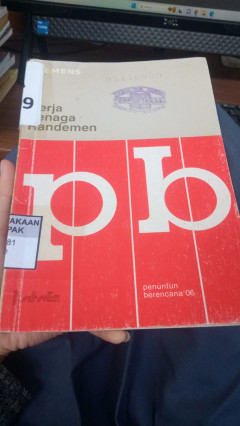 EMENS
9
erja
enaga
Randemen
pb
AKAAN
PAK
81
penuntun
berencana 06